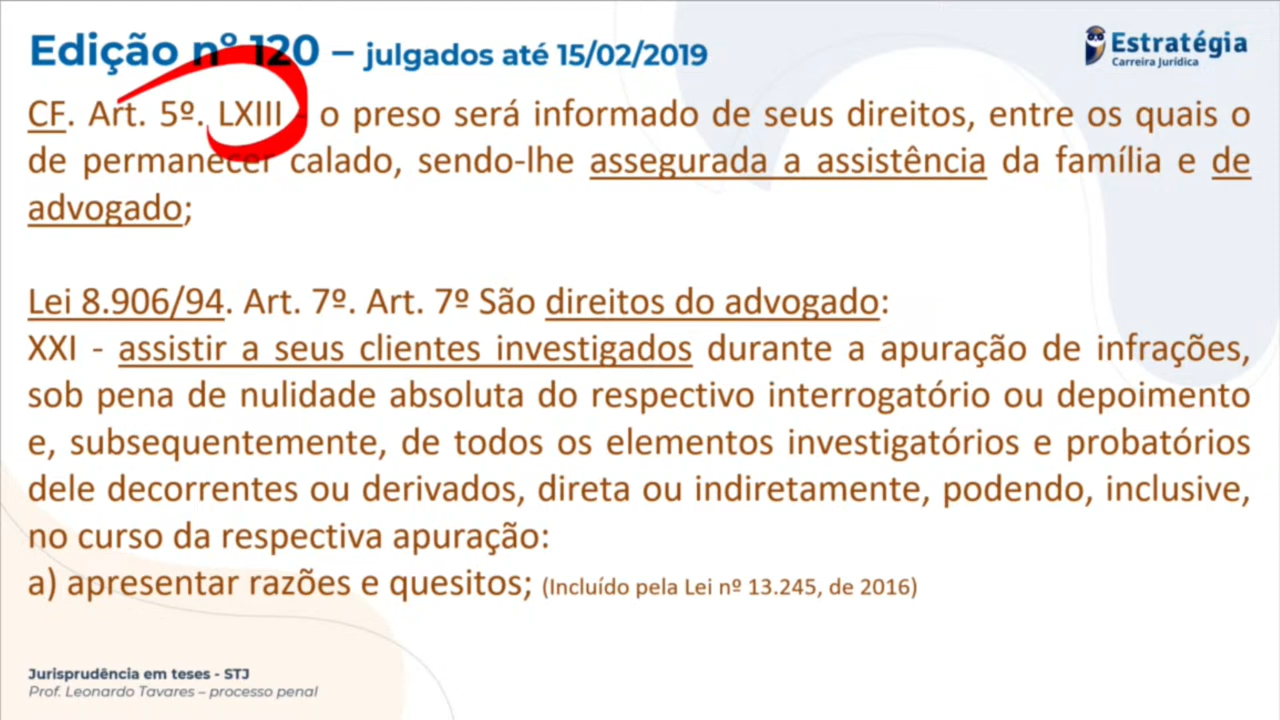 Edição nº 120 – julgados até 15/02/2019
Estratégia
Carreira Jurídica
CF. Art. 5º. LXIII - o preso será informado de seus direitos, entre os quais o
de permanecer calado, sendo-lhe assegurada a assistência da família e de
advogado;
Lei 8.906/94. Art. 7º. Art. 7º São direitos do advogado:
XXI - assistir a seus clientes investigados durante a apuração de infrações,
sob pena de nulidade absoluta do respectivo interrogatório ou depoimento
e, subsequentemente, de todos os elementos investigatórios e probatórios
dele decorrentes ou derivados, direta ou indiretamente, podendo, inclusive,
no curso da respectiva apuração:
a) apresentar razões e quesitos; (Incluído pela Lei nº 13.245, de 2016)
Jurisprudência em teses - STJ
Prof. Leonardo Tavares – processo penal